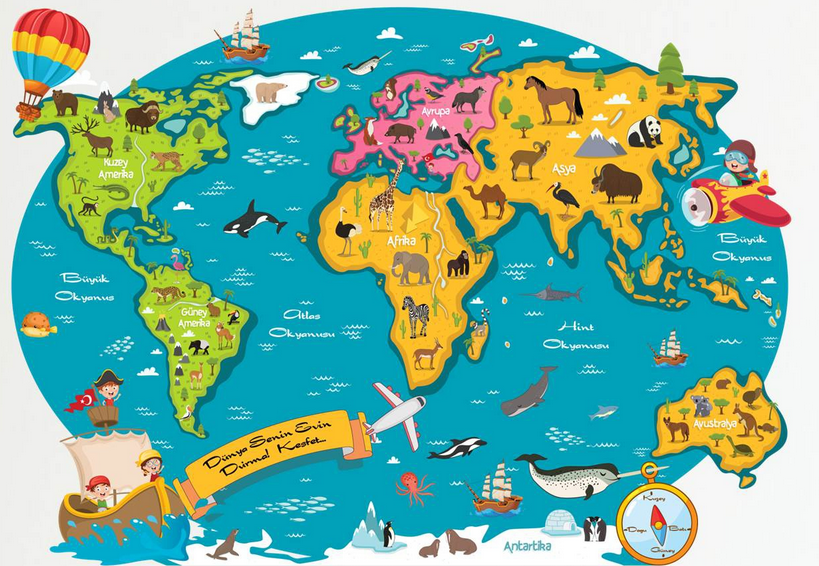 Avrupa
Kuzey
Amerika
Asya
Afrika
Büyük
Okyanus
Büyük
Okyanus
Güney
Amerika
Atlas
Okyanusu
Hint
Okyanusu
Avustralya
Dünya Senin Evin
Durma! Keşfet...
Kuzey
Doğu
Batı
Güney
Antartika